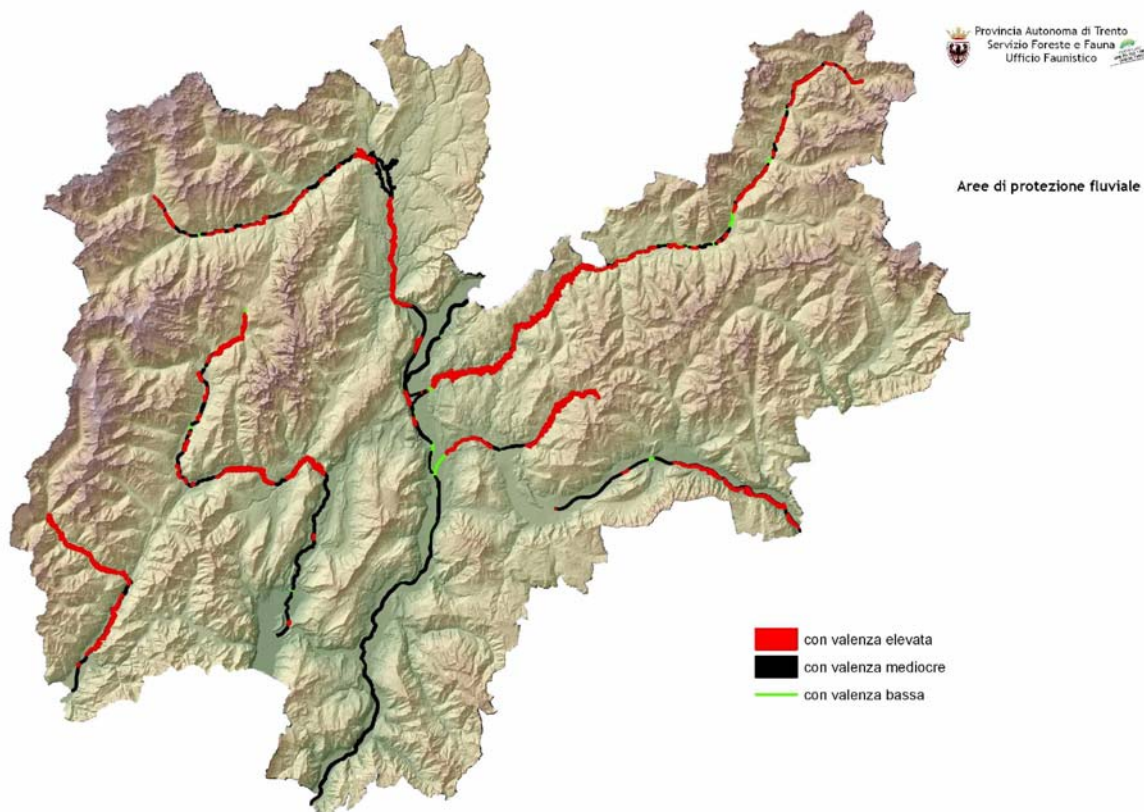 Provincia Autonoma di Trento
Servizio Foreste e Fauna
Ufficio Faunistico
Aree di protezione fluviale
con valenza elevata
con valenza mediocre
con valenza bassa